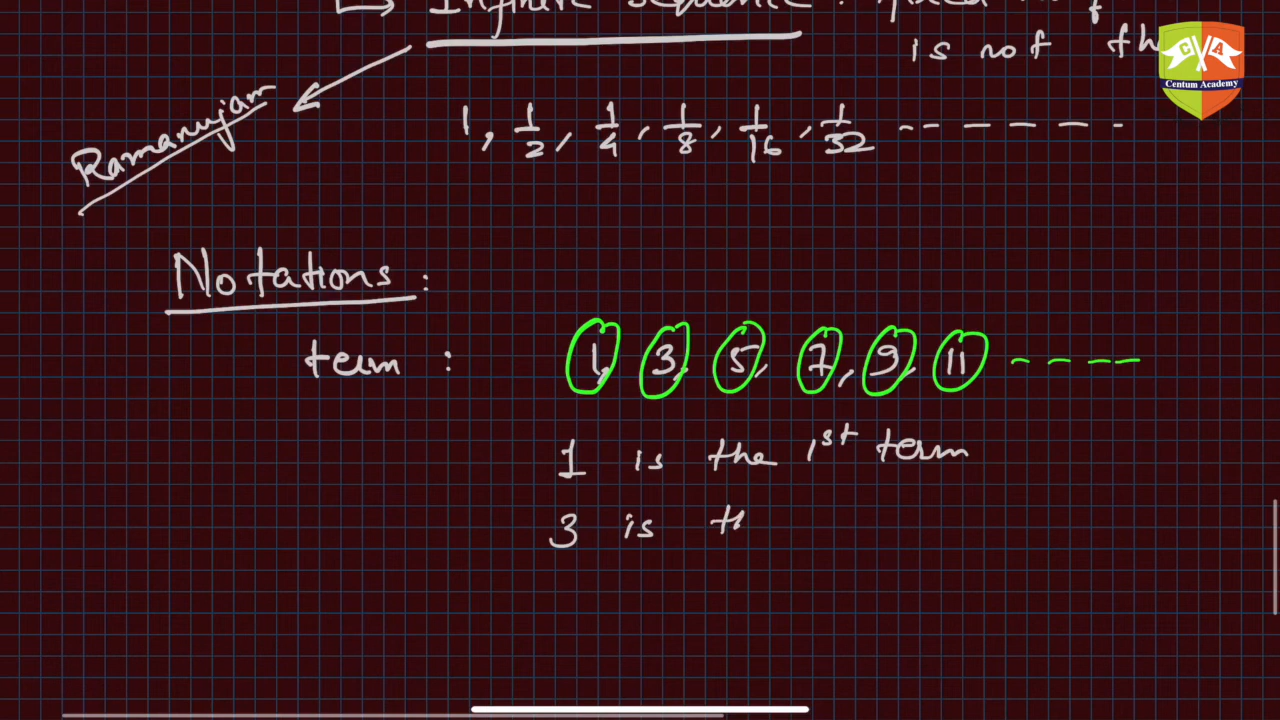 Infinite sequence :
is not
Ramanujam
1, 1/2, 1/4, 1/8, 1/16, 1/32 ------
Notations :
term : 1, 3, 5, 7, 9, 11 ----
1 is the 1st term
3 is t
C A
Centum Academy